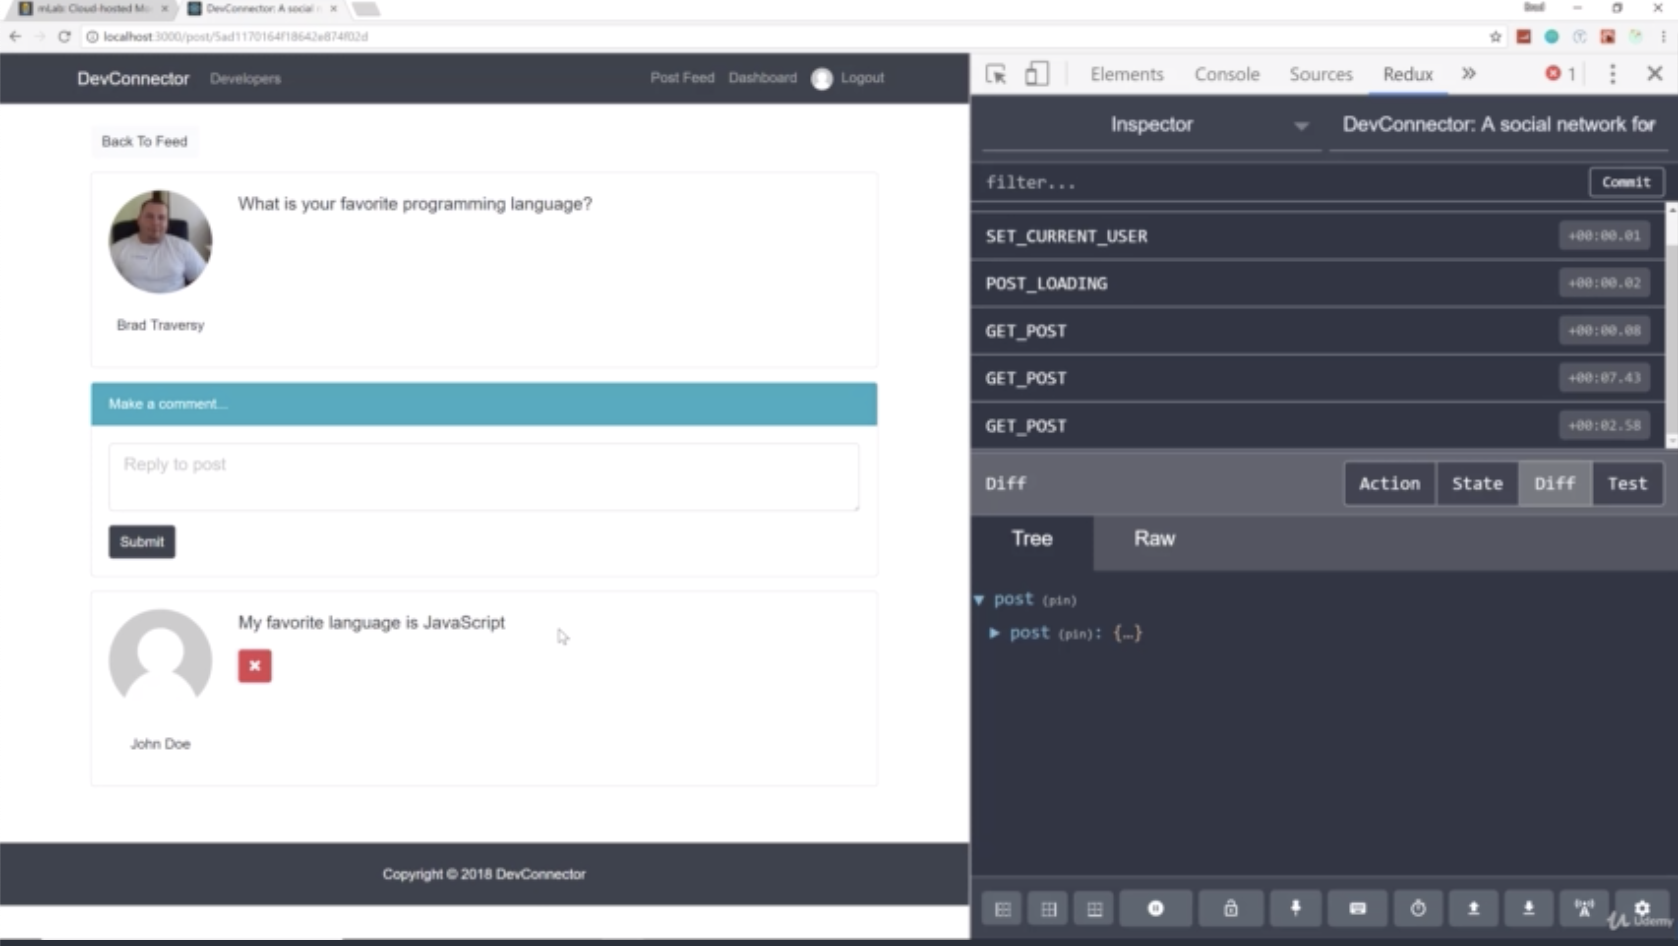 mLab: Cloud-hosted Mo
DevConnector: A social n
localhost:3000/post/5ad1170164f18642e874f02d
DevConnector
Developers
Post Feed
Dashboard
Logout
Back To Feed
What is your favorite programming language?
Brad Traversy
Make a comment...
Reply to post
Submit
My favorite language is JavaScript
John Doe
Copyright © 2018 DevConnector
Elements
Console
Sources
Redux
1
Inspector
DevConnector: A social network for
filter...
Commit
SET_CURRENT_USER
+00:00.01
POST_LOADING
+00:00.02
GET_POST
+00:00.08
GET_POST
+00:07.43
GET_POST
+00:02.58
Diff
Action
State
Diff
Test
Tree
Raw
post (pin)
post (pin): {…}
Udemy